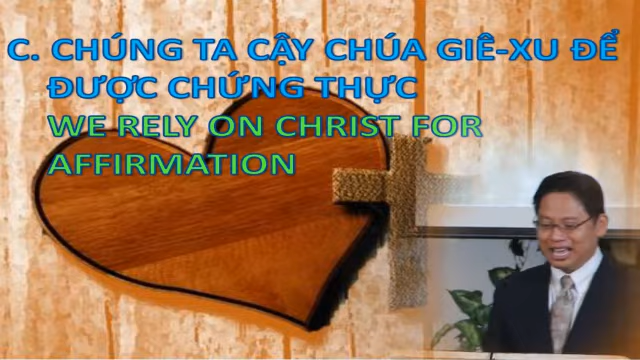 C. CHÚNG TA CẬY CHÚA GIÊ-XU ĐỂ
ĐƯỢC CHỨNG THỰC
WE RELY ON CHRIST FOR
AFFIRMATION